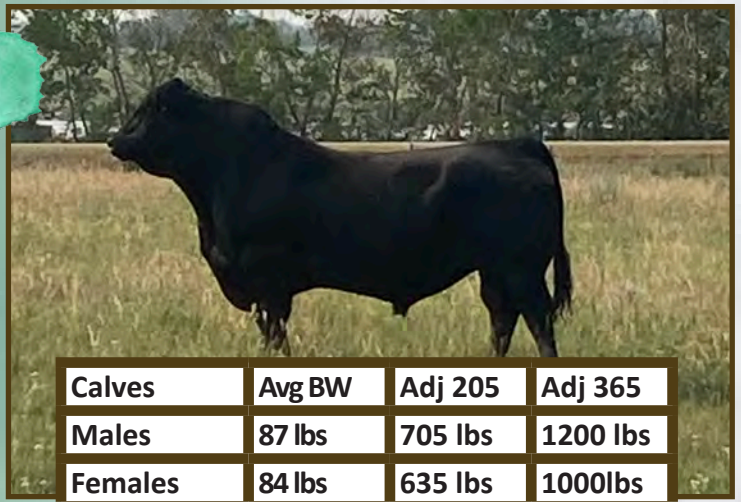 Calves Avg BW Adj 205 Adj 365
Males 87 lbs 705 lbs 1200 lbs
Females 84 lbs 635 lbs 1000lbs